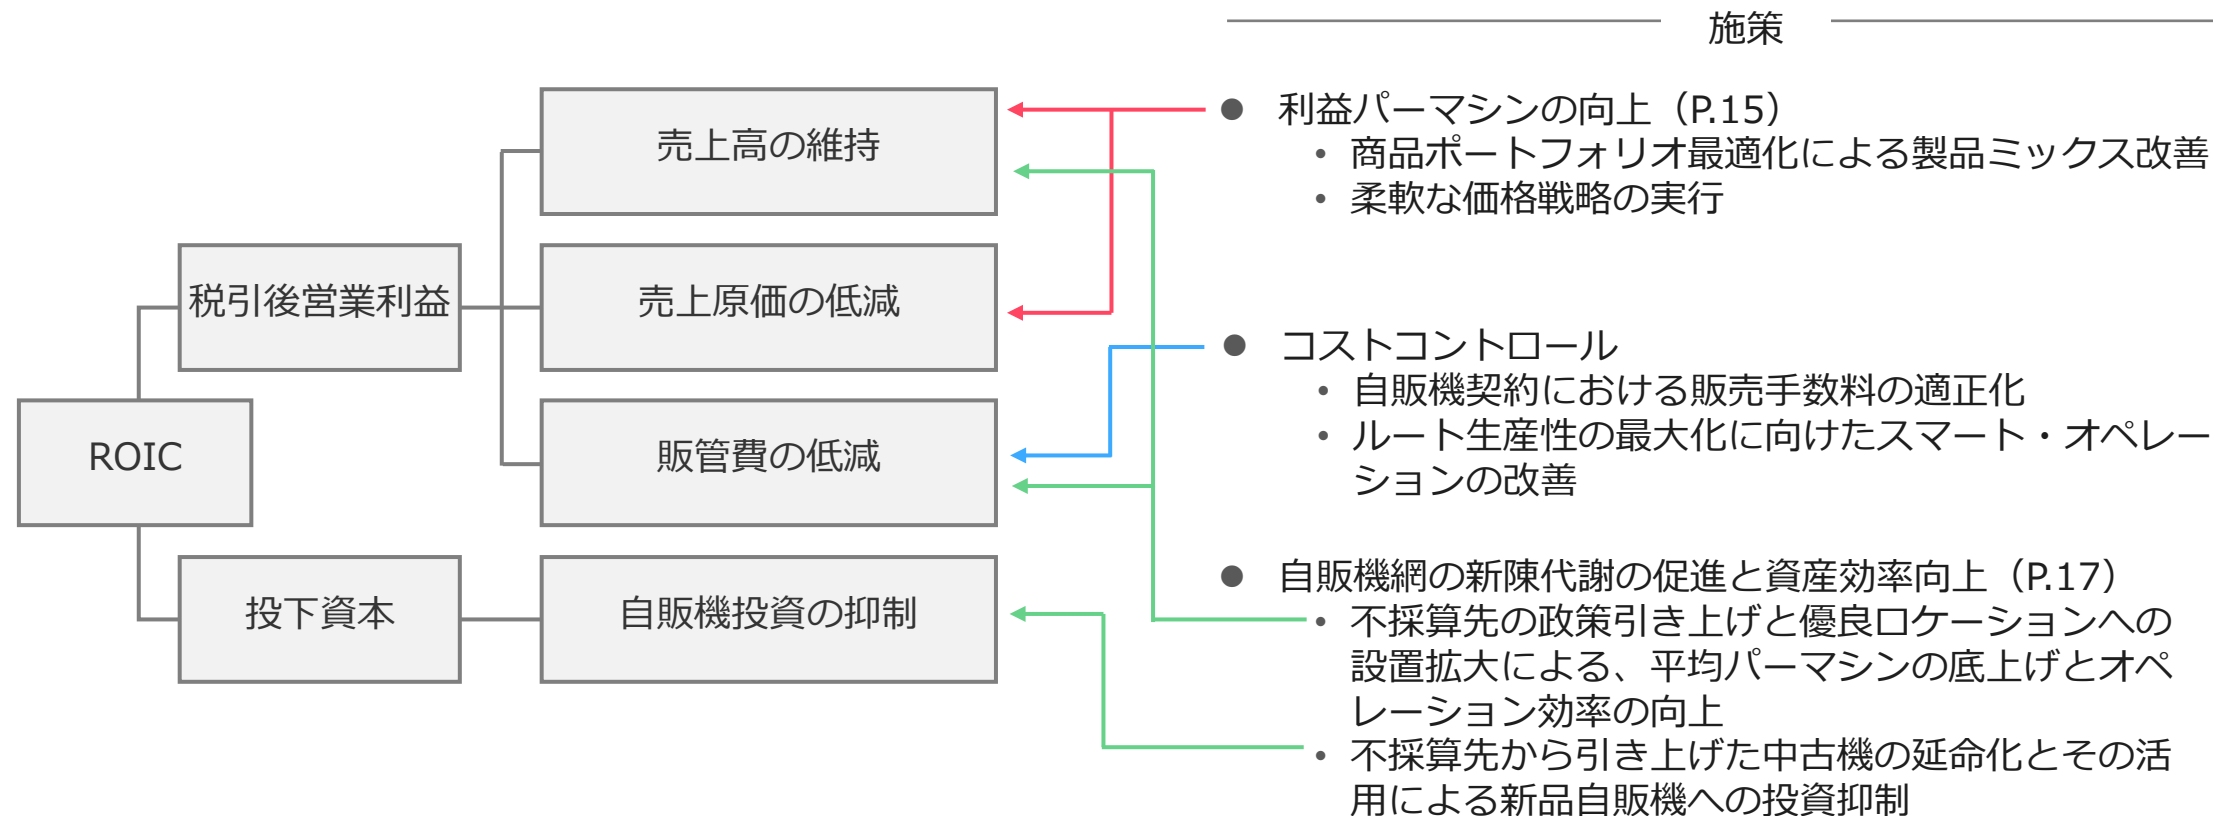 施策
売上高の維持
売上原価の低減
税引後営業利益
販管費の低減
ROIC
投下資本
自販機投資の抑制
● 利益パーマシンの向上（P.15）
• 商品ポートフォリオ最適化による製品ミックス改善
• 柔軟な価格戦略の実行
● コストコントロール
• 自販機契約における販売手数料の適正化
• ルート生産性の最大化に向けたスマート・オペレー
ションの改善
● 自販機網の新陳代謝の促進と資産効率向上（P.17）
• 不採算先の政策引き上げと優良ロケーションへの
設置拡大による、平均パーマシンの底上げとオペ
レーション効率の向上
• 不採算先から引き上げた中古機の延命化とその活
用による新品自販機への投資抑制